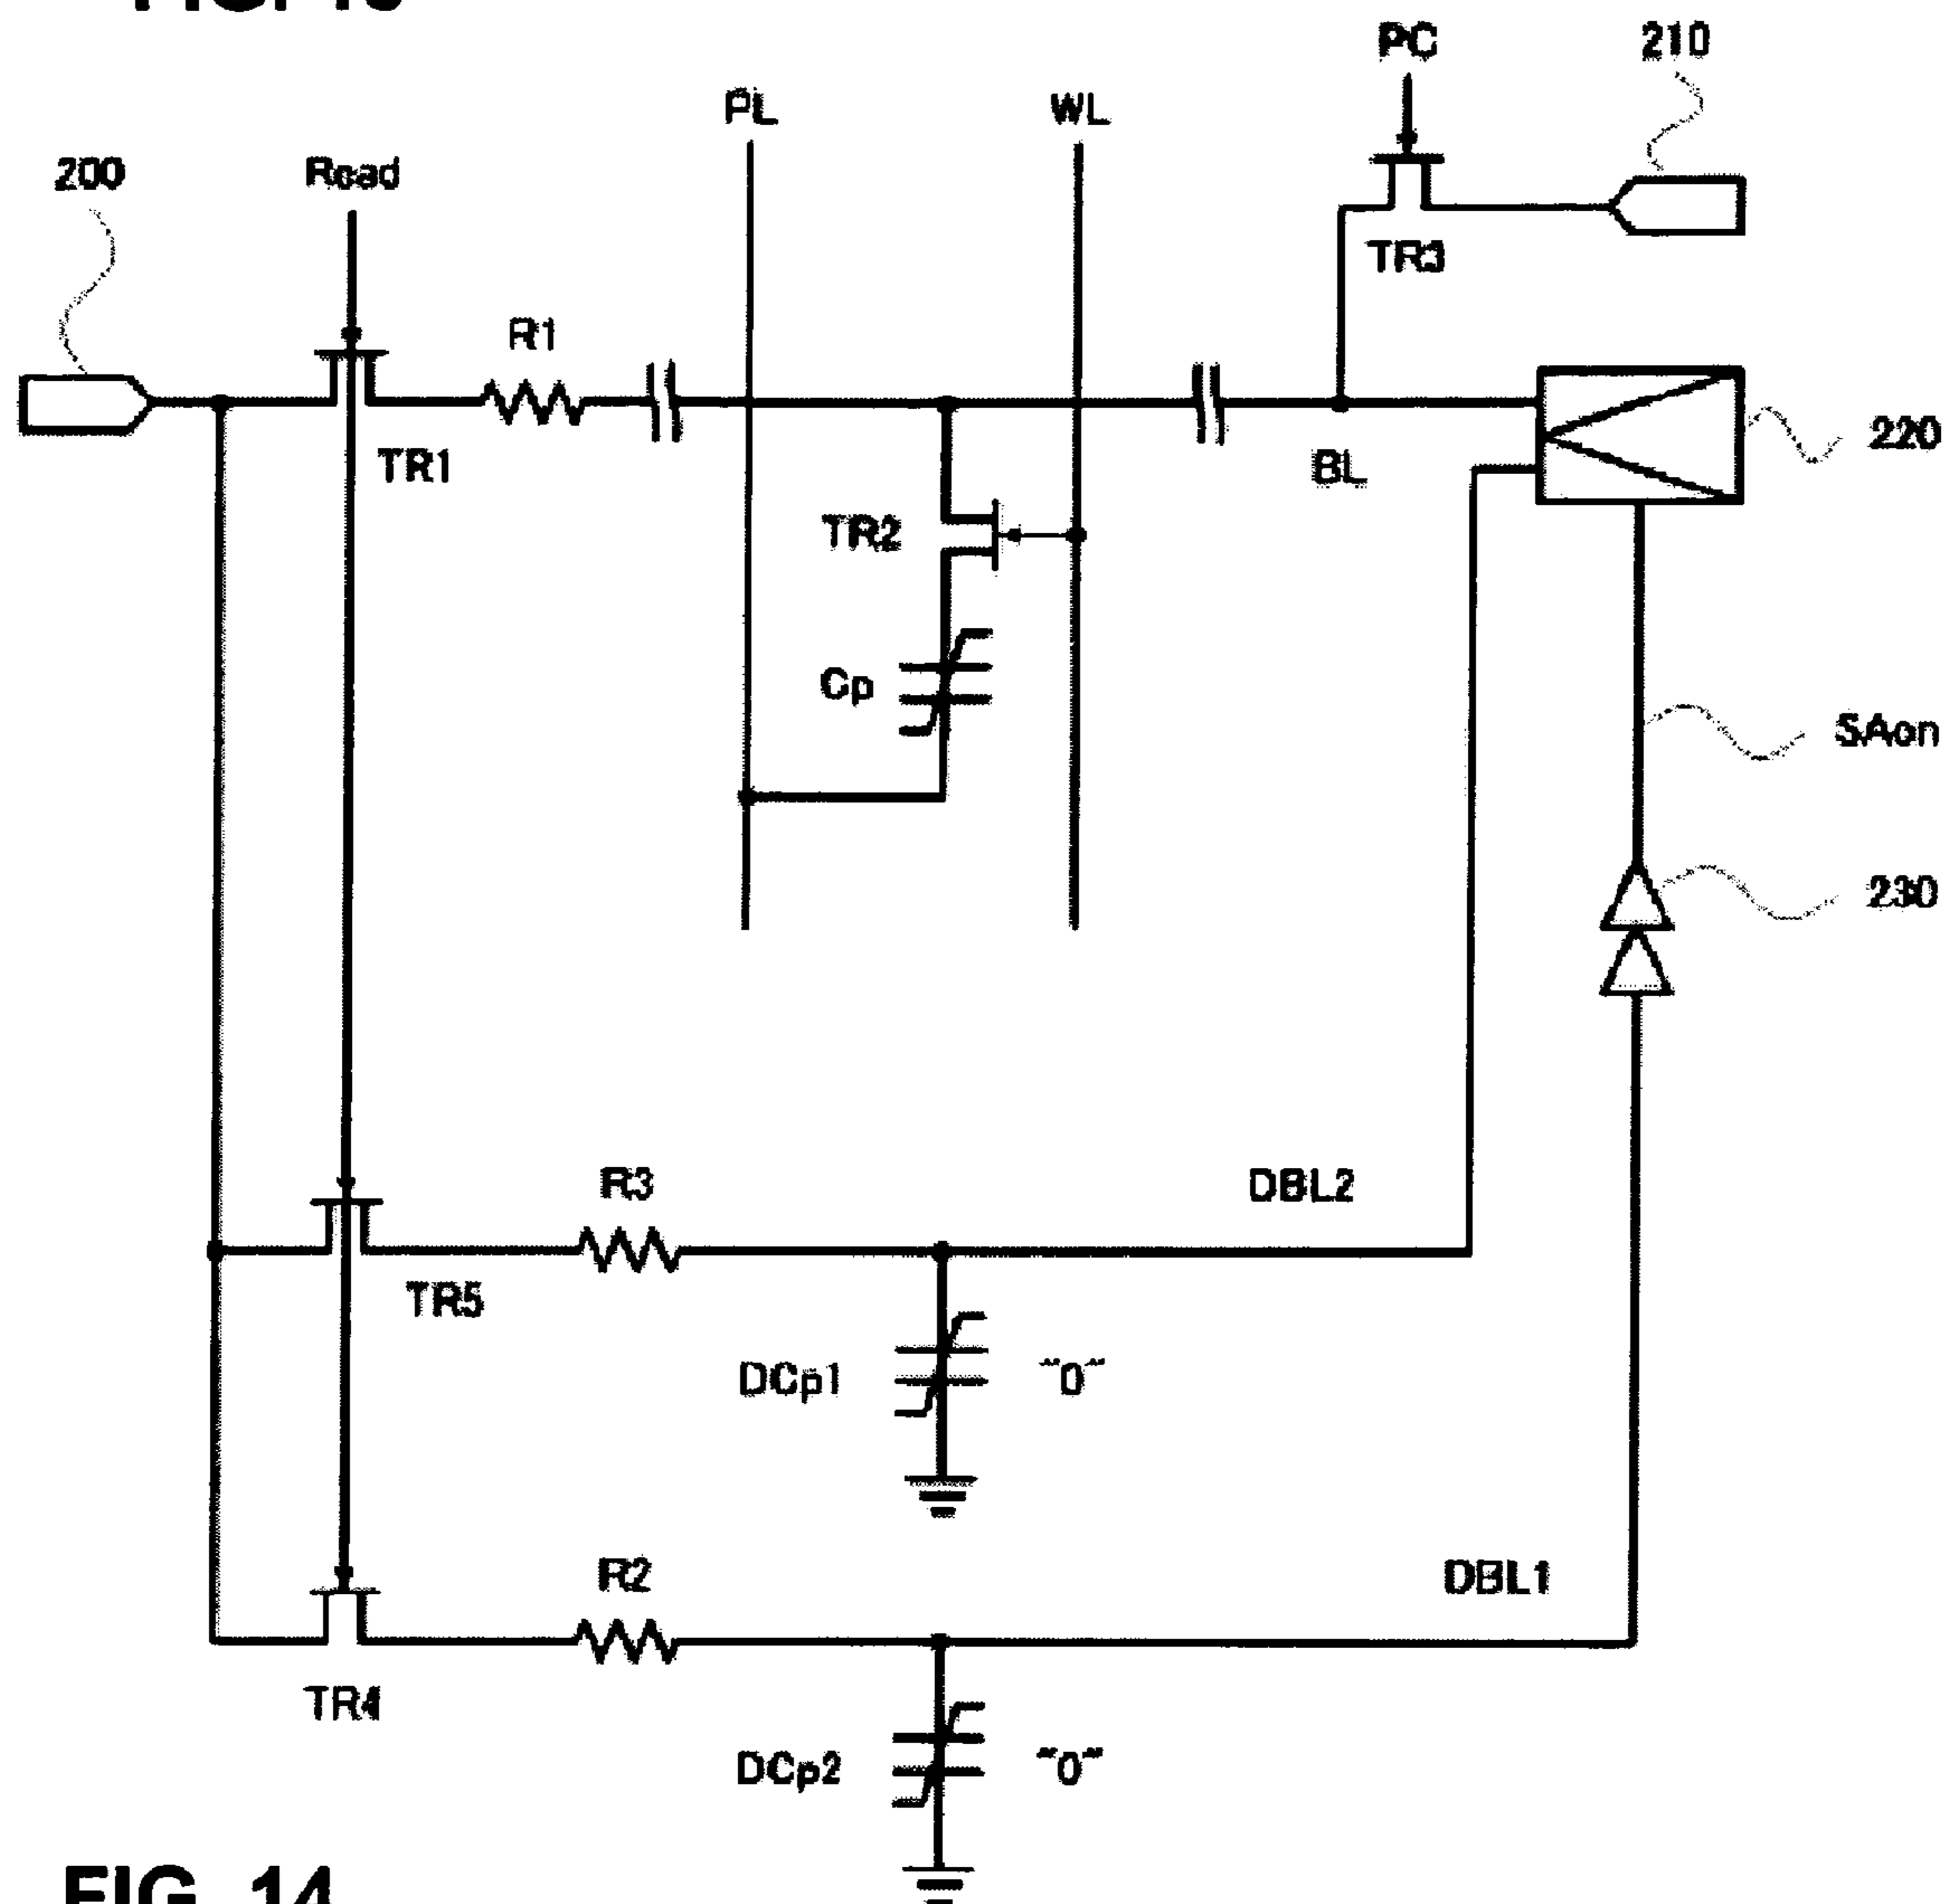 PC
210
PL
WL
200
Read
TR3
R1
TR1
BL
220
TR2
Cp
SAon
230
R3
DBL2
TR5
DCp1
"0"
R2
DBL1
TR4
DCp2
"0"
FIG. 14